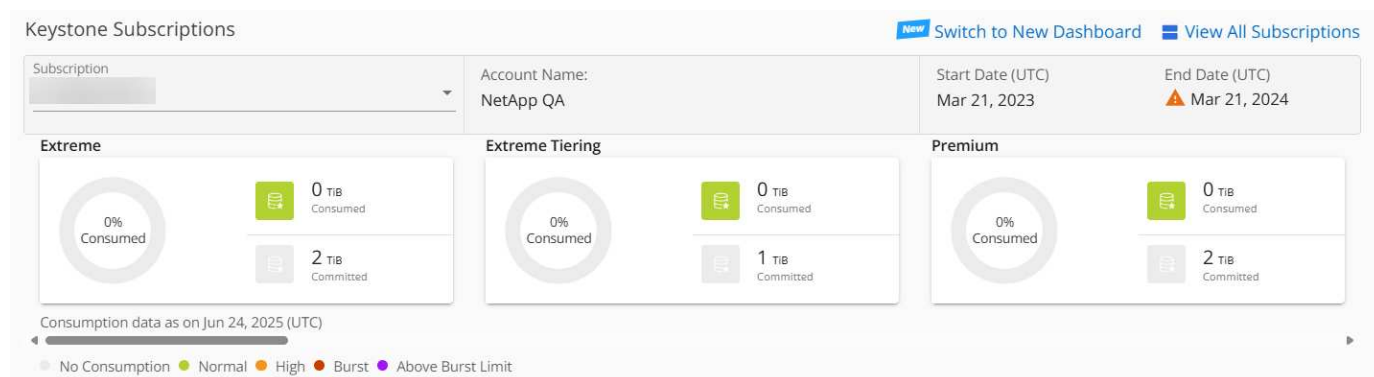 Keystone Subscriptions
New Switch to New Dashboard View All Subscriptions
Subscription
Account Name:
NetApp QA
Start Date (UTC)
Mar 21, 2023
End Date (UTC)
Mar 21, 2024
Extreme
0% Consumed
0 TiB
Consumed
2 TiB
Committed
Extreme Tiering
0% Consumed
0 TiB
Consumed
1 TiB
Committed
Premium
0% Consumed
0 TiB
Consumed
2 TiB
Committed
Consumption data as on Jun 24, 2025 (UTC)
No Consumption Normal High Burst Above Burst Limit